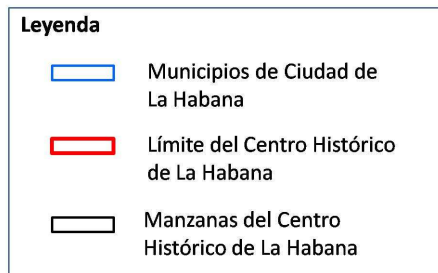 Leyenda
Municipios de Ciudad de
La Habana
Límite del Centro Histórico
de La Habana
Manzanas del Centro
Histórico de La Habana